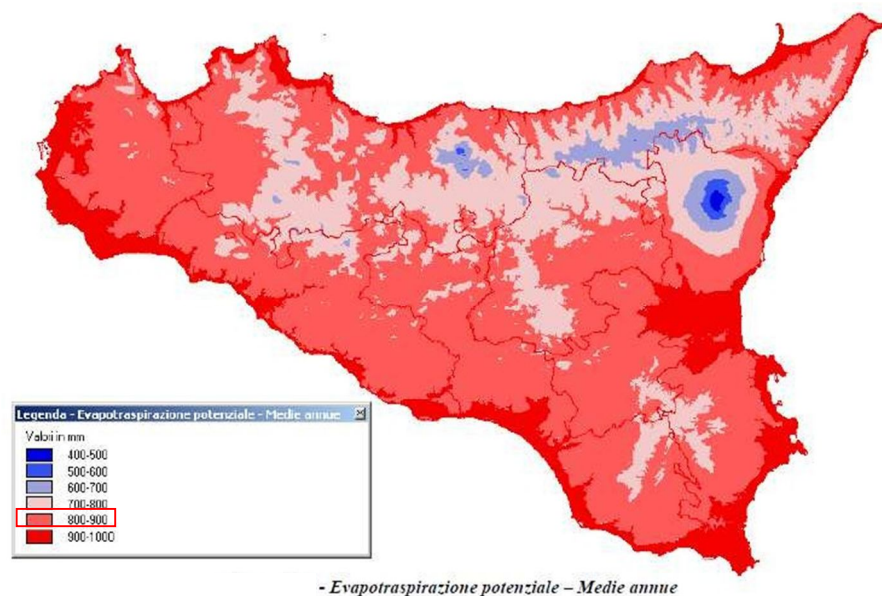 Legenda - Evapotraspirazione potenziale - Medie annue
Valori in mm
400-500
500-600
600-700
700-800
800-900
900-1000
- Evapotraspirazione potenziale – Medie annue